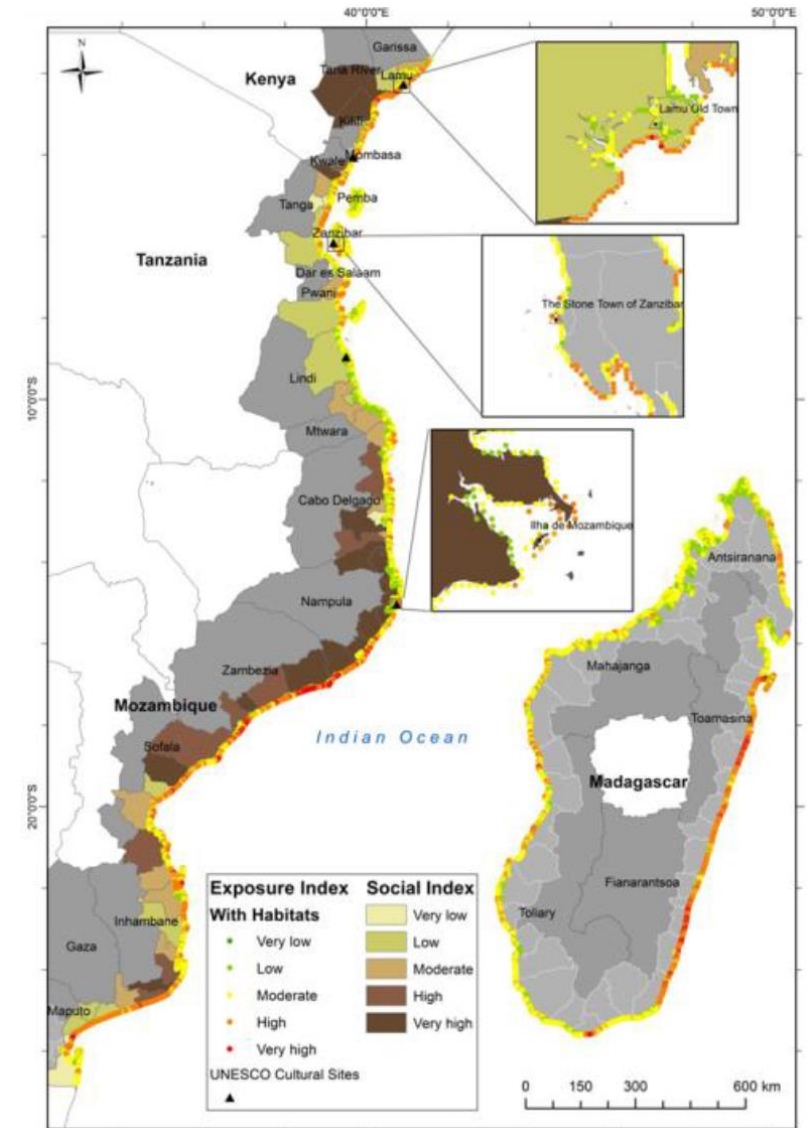 40°0'0"E
50°0'0"E
N
Garissa
Kenya
Tana River
Lamu
Lamu Old Town
Kilifi
Kwale
Mombasa
Tanga
Pemba
Zanzibar
Tanzania
Dar es Salaam
Pwani
The Stone Town of Zanzibar
Lindi
10°0'0"S
Mtwara
Cabo Delgado
Ilha de Mozambique
Antsiranana
Nampula
Zambezia
Mahajanga
Mozambique
Toamasina
Indian Ocean
Sofala
Madagascar
20°0'0"S
Fianarantsoa
Toliary
Inhambane
Gaza
Maputo
Exposure Index
With Habitats
Very low
Low
Moderate
High
Very high
UNESCO Cultural Sites
Social Index
Very low
Low
Moderate
High
Very high
0 150 300 600 km